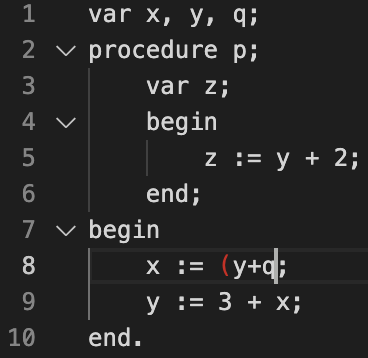 1 var x, y, q;
2 procedure p;
3 var z;
4 begin
5 z := y + 2;
6 end;
7 begin
8 x := (y+q;
9 y := 3 + x;
10 end.